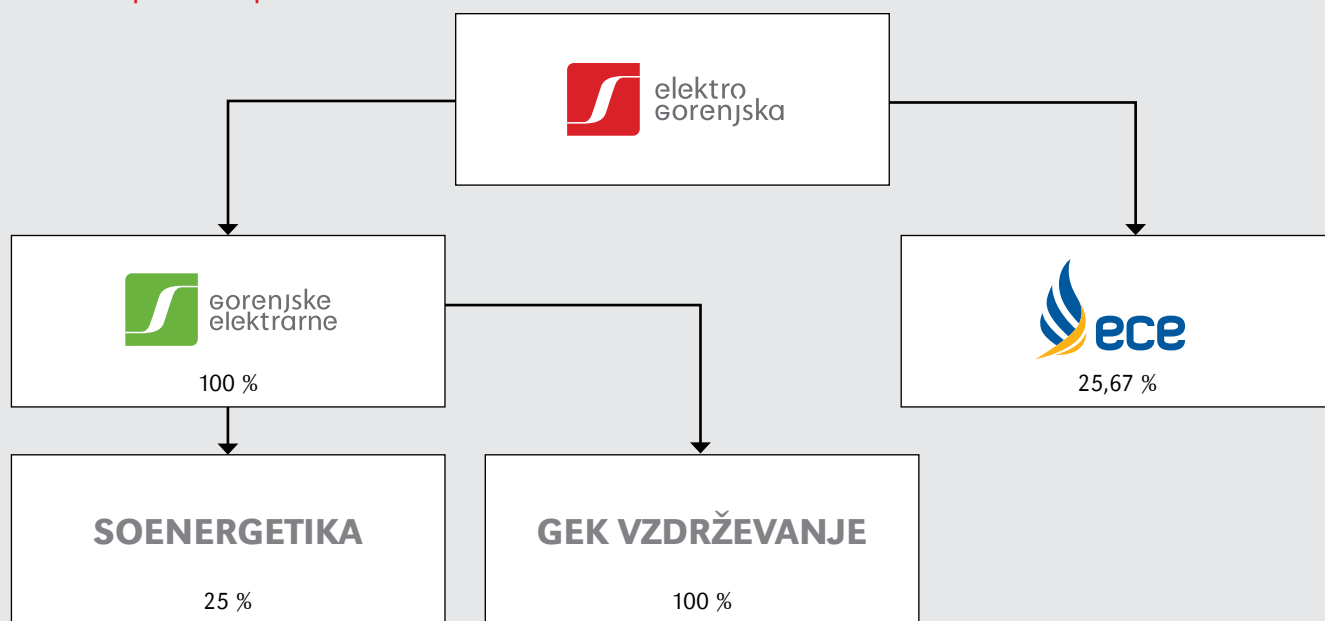 elektro
gorenjska
gorenjske
elektrarne
100 %
ece
25,67 %
SOENERGETIKA
25 %
GEK VZDRŽEVANJE
100 %